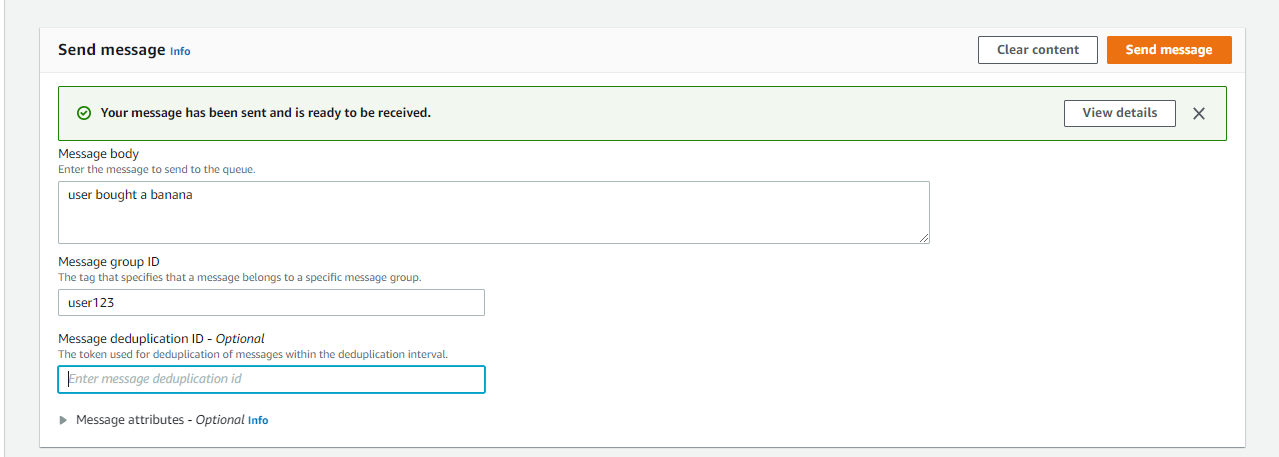 Send message Info
Clear content
Send message
Your message has been sent and is ready to be received.
View details
Message body
Enter the message to send to the queue.
user bought a banana
Message group ID
The tag that specifies that a message belongs to a specific message group.
user123
Message deduplication ID - Optional
The token used for deduplication of messages within the deduplication interval.
Enter message deduplication id
Message attributes - Optional Info